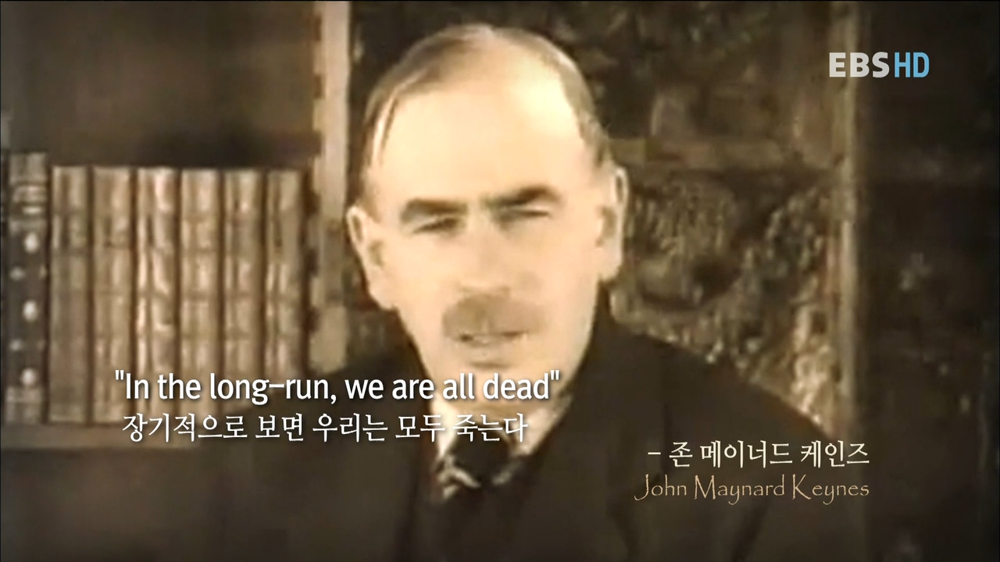 EBS HD
"In the long-run, we are all dead"
장기적으로 보면 우리는 모두 죽는다
- 존 메이너드 케인즈
John Maynard Keynes